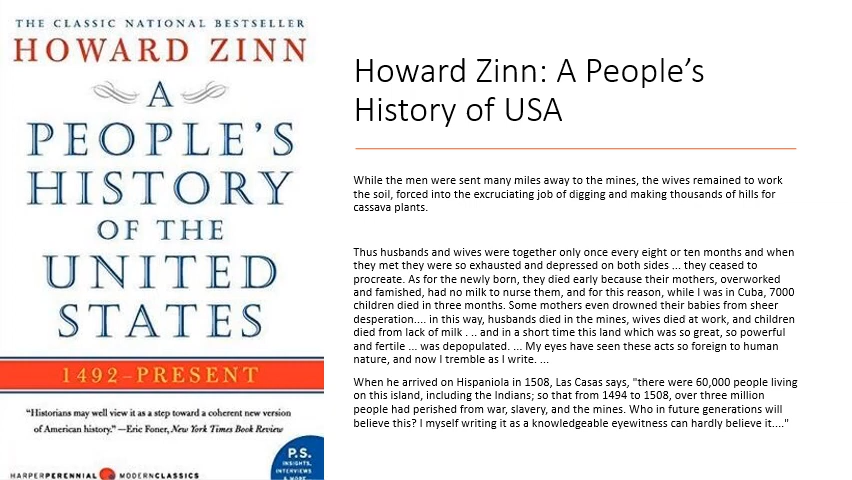 THE CLASSIC NATIONAL BESTSELLER
HOWARD ZINN
A
PEOPLE'S
HISTORY
OF THE
UNITED
STATES
1492–PRESENT
"Historians may well view it as a step toward a coherent new version
of American history." —Eric Foner, New York Times Book Review
P.S.
INSIGHTS,
INTERVIEWS
& MORE...
HARPERPERENNIAL MODERNCLASSICS
Howard Zinn: A People's
History of USA
While the men were sent many miles away to the mines, the wives remained to work
the soil, forced into the excruciating job of digging and making thousands of hills for
cassava plants.
Thus husbands and wives were together only once every eight or ten months and when
they met they were so exhausted and depressed on both sides ... they ceased to
procreate. As for the newly born, they died early because their mothers, overworked
and famished, had no milk to nurse them, and for this reason, while I was in Cuba, 7000
children died in three months. Some mothers even drowned their babies from sheer
desperation.... in this way, husbands died in the mines, wives died at work, and children
died from lack of milk . .. and in a short time this land which was so great, so powerful
and fertile ... was depopulated. ... My eyes have seen these acts so foreign to human
nature, and now I tremble as I write. ...
When he arrived on Hispaniola in 1508, Las Casas says, "there were 60,000 people living
on this island, including the Indians; so that from 1494 to 1508, over three million
people had perished from war, slavery, and the mines. Who in future generations will
believe this? I myself writing it as a knowledgeable eyewitness can hardly believe it...."